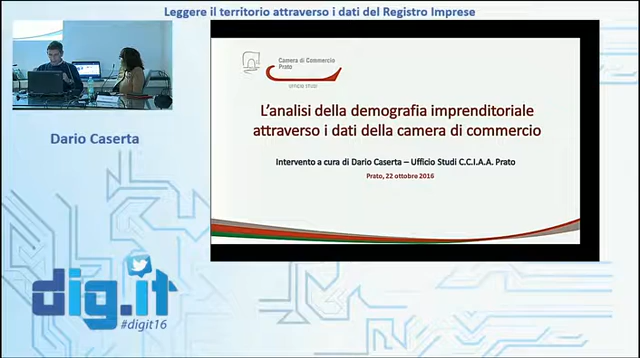 Leggere il territorio attraverso i dati del Registro Imprese
Camera di Commercio
Prato
UFFICIO STUDI
L'analisi della demografia imprenditoriale
attraverso i dati della camera di commercio
Intervento a cura di Dario Caserta – Ufficio Studi C.C.I.A.A. Prato
Prato, 22 ottobre 2016
Dario Caserta
dig.it
#digit16